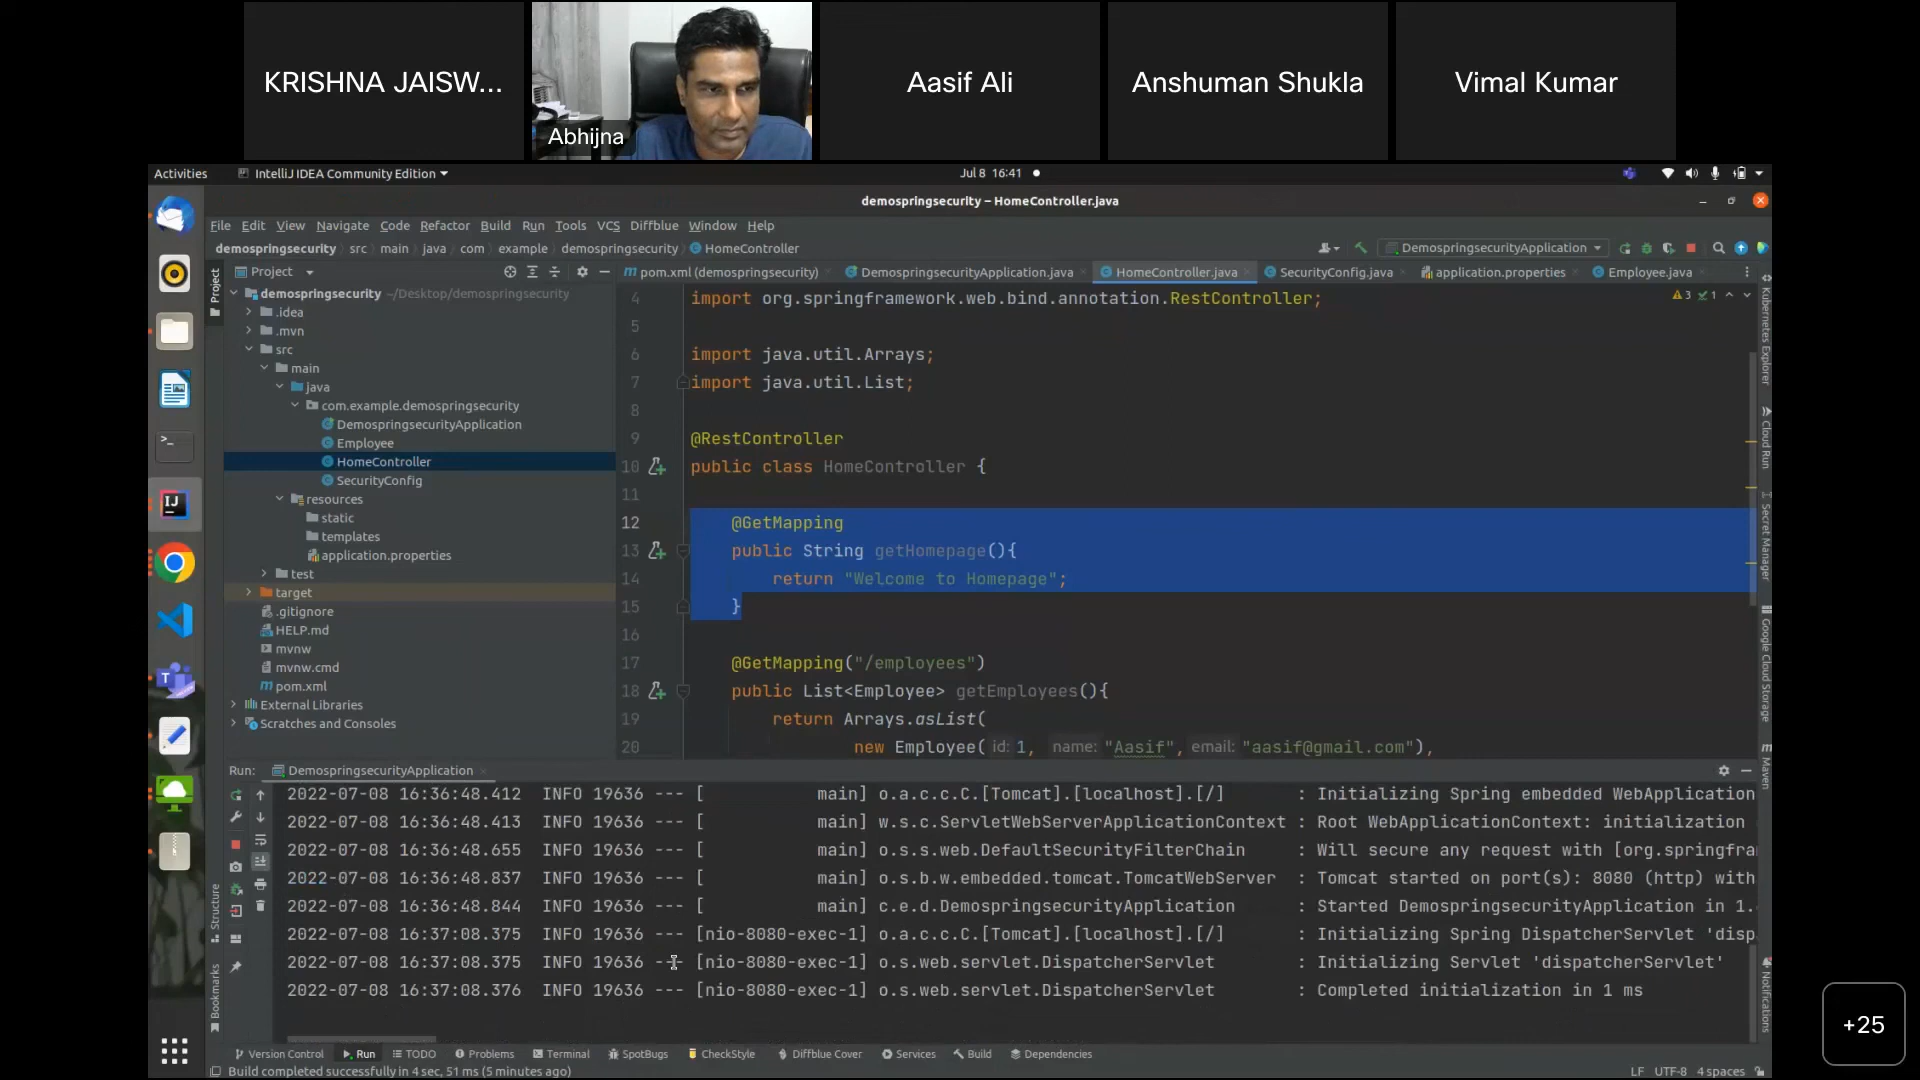 KRISHNA JAISW...
Abhijna
Aasif Ali
Anshuman Shukla
Vimal Kumar
Activities
IntelliJ IDEA Community Edition
Jul 8 16:41
demospringsecurity – HomeController.java
File Edit View Navigate Code Refactor Build Run Tools VCS Diffblue Window Help
demospringsecurity src main java com example demospringsecurity HomeController
DemospringsecurityApplication
Project
pom.xml (demospringsecurity)
DemospringsecurityApplication.java
HomeController.java
SecurityConfig.java
application.properties
Employee.java
Project
demospringsecurity ~/Desktop/demospringsecurity
.idea
.mvn
src
main
java
com.example.demospringsecurity
DemospringsecurityApplication
Employee
HomeController
SecurityConfig
resources
static
templates
application.properties
test
target
.gitignore
HELP.md
mvnw
mvnw.cmd
pom.xml
External Libraries
Scratches and Consoles
3 1
4 import org.springframework.web.bind.annotation.RestController;
5
6 import java.util.Arrays;
7 import java.util.List;
8
9 @RestController
10 public class HomeController {
11
12 @GetMapping
13 public String getHomepage(){
14 return "Welcome to Homepage";
15 }
16
17 @GetMapping("/employees")
18 public List<Employee> getEmployees(){
19 return Arrays.asList(
20 new Employee( id: 1, name: "Aasif", email: "aasif@gmail.com"),
Kubernetes Explorer
Cloud Run
Secret Manager
Google Cloud Storage
Maven
Notifications
Run: DemospringsecurityApplication
2022-07-08 16:36:48.412 INFO 19636 --- [ main] o.a.c.c.C.[Tomcat].[localhost].[/] : Initializing Spring embedded WebApplication
2022-07-08 16:36:48.413 INFO 19636 --- [ main] w.s.c.ServletWebServerApplicationContext : Root WebApplicationContext: initialization
2022-07-08 16:36:48.655 INFO 19636 --- [ main] o.s.s.web.DefaultSecurityFilterChain : Will secure any request with [org.springfra
2022-07-08 16:36:48.837 INFO 19636 --- [ main] o.s.b.w.embedded.tomcat.TomcatWebServer : Tomcat started on port(s): 8080 (http) with
2022-07-08 16:36:48.844 INFO 19636 --- [ main] c.e.d.DemospringsecurityApplication : Started DemospringsecurityApplication in 1.
2022-07-08 16:37:08.375 INFO 19636 --- [nio-8080-exec-1] o.a.c.c.C.[Tomcat].[localhost].[/] : Initializing Spring DispatcherServlet 'disp
2022-07-08 16:37:08.375 INFO 19636 --- [nio-8080-exec-1] o.s.web.servlet.DispatcherServlet : Initializing Servlet 'dispatcherServlet'
2022-07-08 16:37:08.376 INFO 19636 --- [nio-8080-exec-1] o.s.web.servlet.DispatcherServlet : Completed initialization in 1 ms
Structure
Bookmarks
Version Control Run TODO Problems Terminal SpotBugs CheckStyle Diffblue Cover Services Build Dependencies
Build completed successfully in 4 sec, 51 ms (5 minutes ago)
LF UTF-8 4 spaces
+25